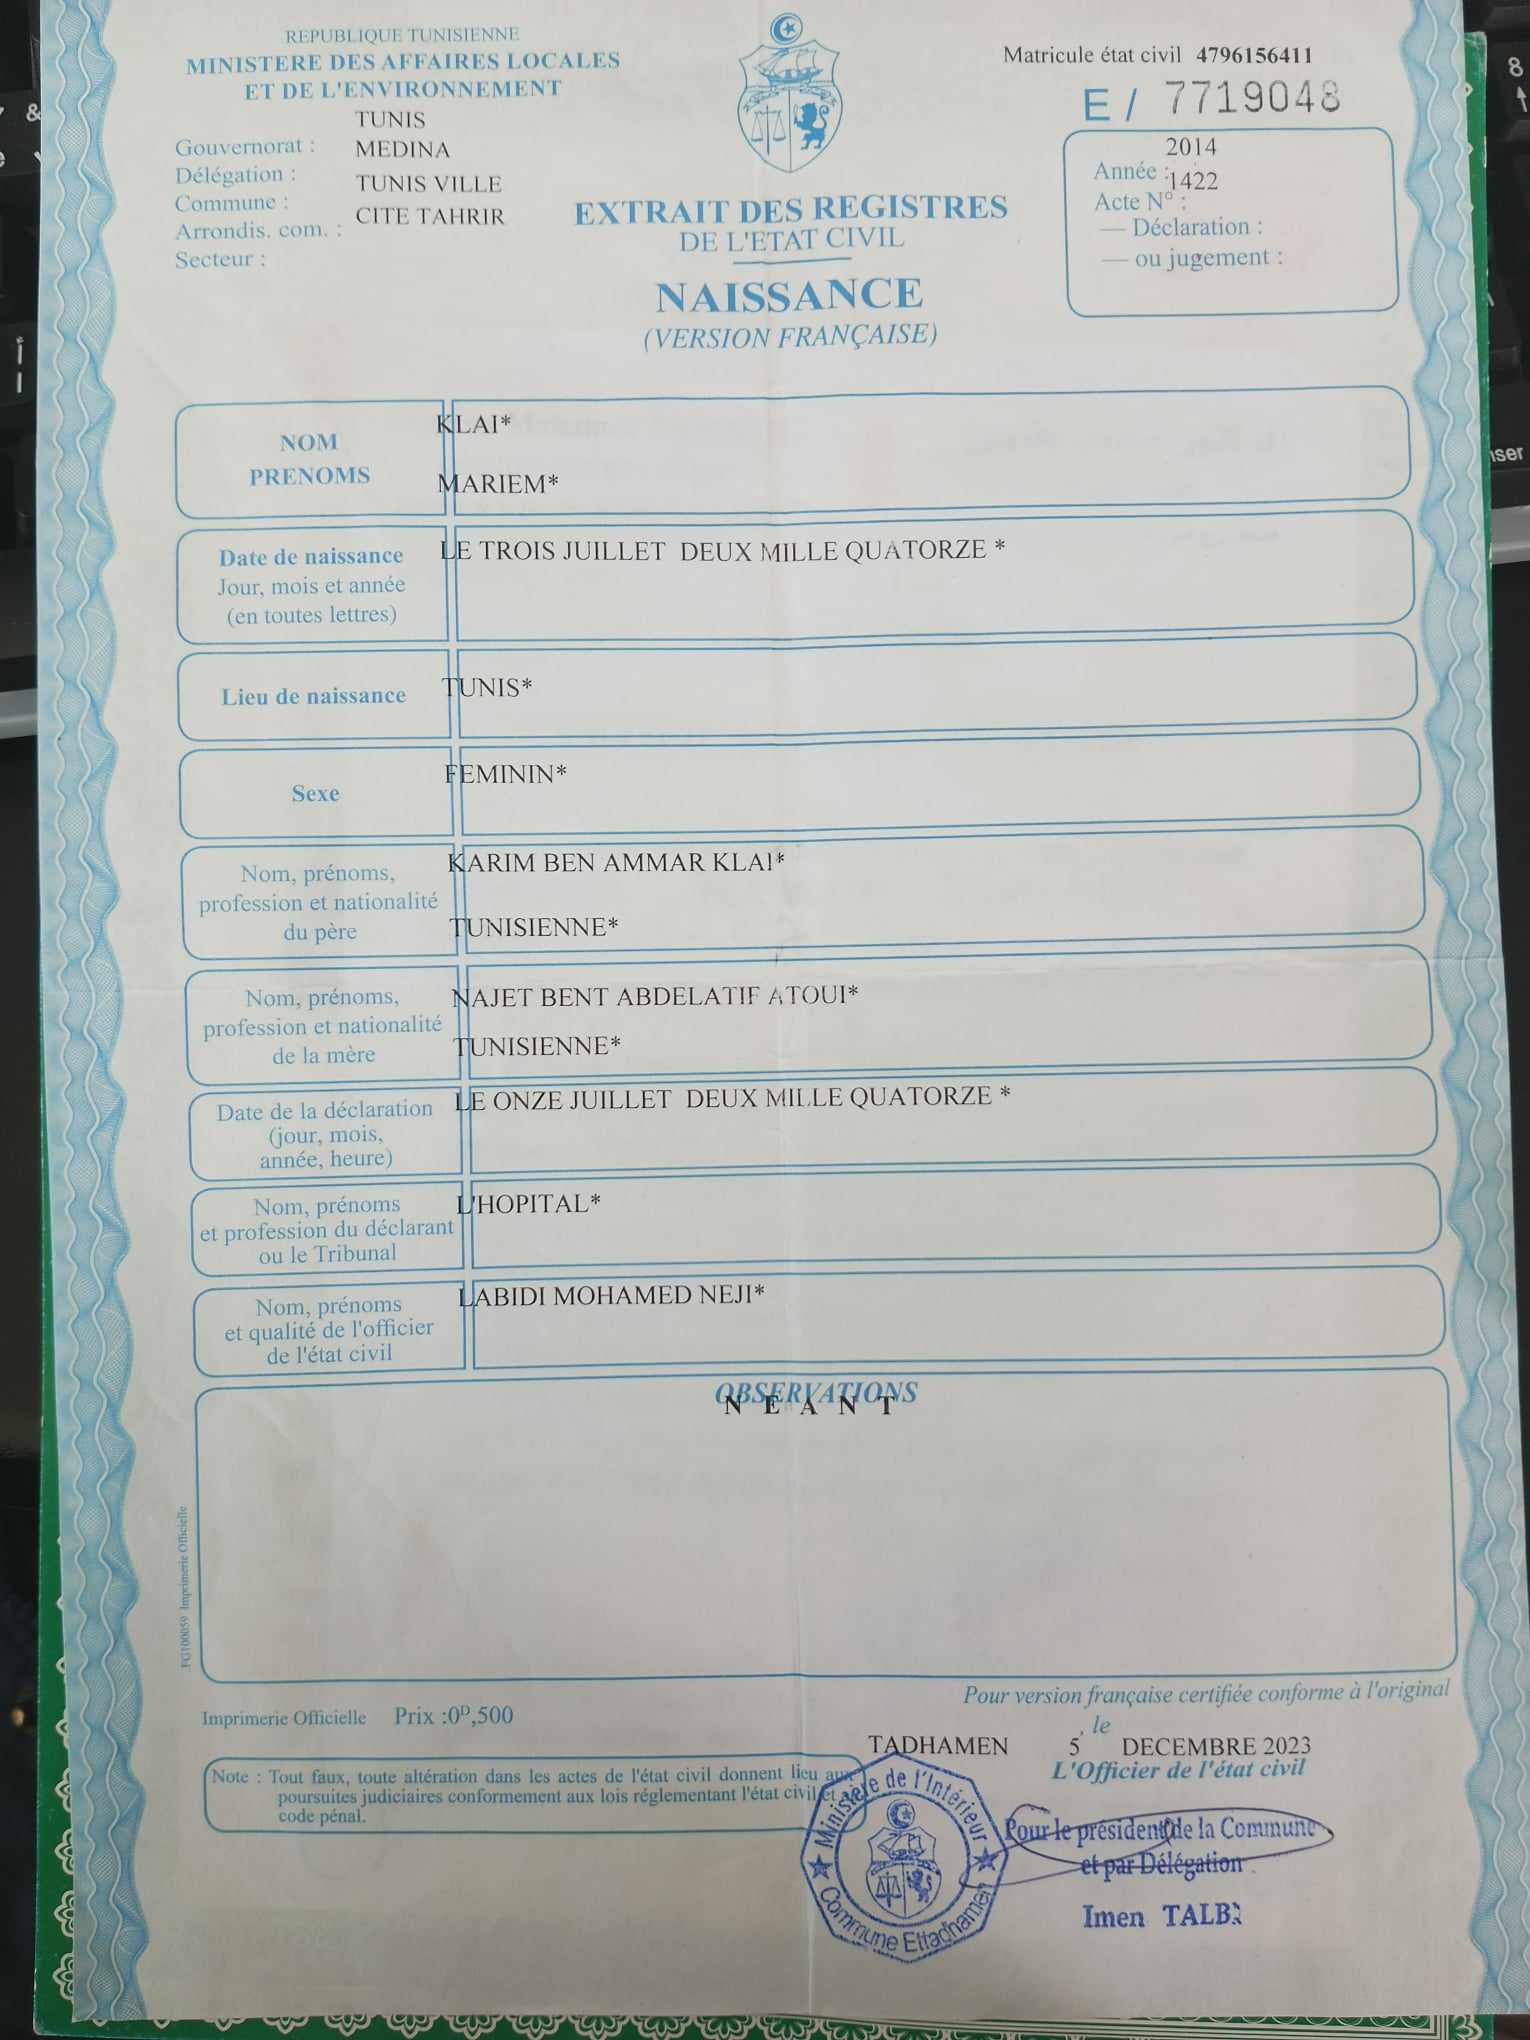 REPUBLIQUE TUNISIENNE
MINISTERE DES AFFAIRES LOCALES
ET DE L'ENVIRONNEMENT
TUNIS
Gouvernorat :
MEDINA
Délégation :
TUNIS VILLE
Commune :
CITE TAHRIR
Arrondis. com. :
Secteur :
EXTRAIT DES REGISTRES
DE L'ETAT CIVIL
NAISSANCE
(VERSION FRANÇAISE)
Matricule état civil 4796156411
E / 7719048
2014
Année :
1422
Acte N° :
— Déclaration :
— ou jugement :
NOM
PRENOMS
KLAI*
MARIEM*
Date de naissance
Jour, mois et année
(en toutes lettres)
LE TROIS JUILLET DEUX MILLE QUATORZE *
Lieu de naissance
TUNIS*
Sexe
FEMININ*
Nom, prénoms,
profession et nationalité
du père
KARIM BEN AMMAR KLAI*
TUNISIENNE*
Nom, prénoms,
profession et nationalité
de la mère
NAJET BENT ABDELATIF ATOUI*
TUNISIENNE*
Date de la déclaration
(jour, mois,
année, heure)
LE ONZE JUILLET DEUX MILLE QUATORZE *
Nom, prénoms
et profession du déclarant
ou le Tribunal
L'HOPITAL*
Nom, prénoms
et qualité de l'officier
de l'état civil
LABIDI MOHAMED NEJI*
OBSERVATIONS
N E A N T
FG100059 Imprimerie Officielle
Imprimerie Officielle Prix :0ᴰ,500
Pour version française certifiée conforme à l'original
, le
TADHAMEN 5 DECEMBRE 2023
L'Officier de l'état civil
Note : Tout faux, toute altération dans les actes de l'état civil donnent lieu aux
poursuites judiciaires conformement aux lois réglementant l'état civil et
code pénal.
Ministère de l'Intérieur
Commune Ettadhamen
Pour le président de la Commune
et par Délégation
Imen